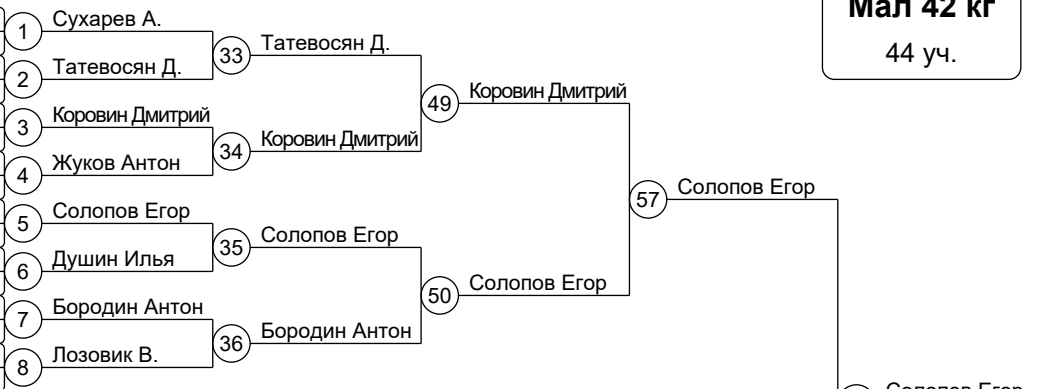 Мал 42 кг
44 уч.
1 Сухарев А.
33 Татевосян Д.
2 Татевосян Д.
49 Коровин Дмитрий
3 Коровин Дмитрий
34 Коровин Дмитрий
4 Жуков Антон
57 Солопов Егор
5 Солопов Егор
35 Солопов Егор
6 Душин Илья
50 Солопов Егор
7 Бородин Антон
36 Бородин Антон
8 Лозовик В.
Солопов Егор